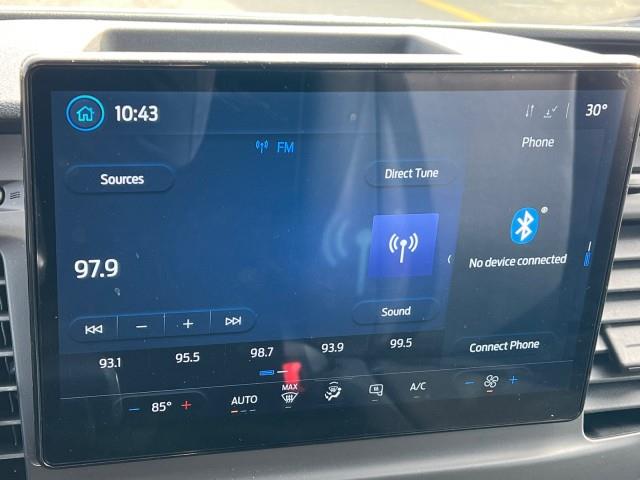 10:43
30°
FM
Phone
Sources
Direct Tune
97.9
No device connected
Sound
Connect Phone
93.1 95.5 98.7 93.9 99.5
85° AUTO MAX A/C